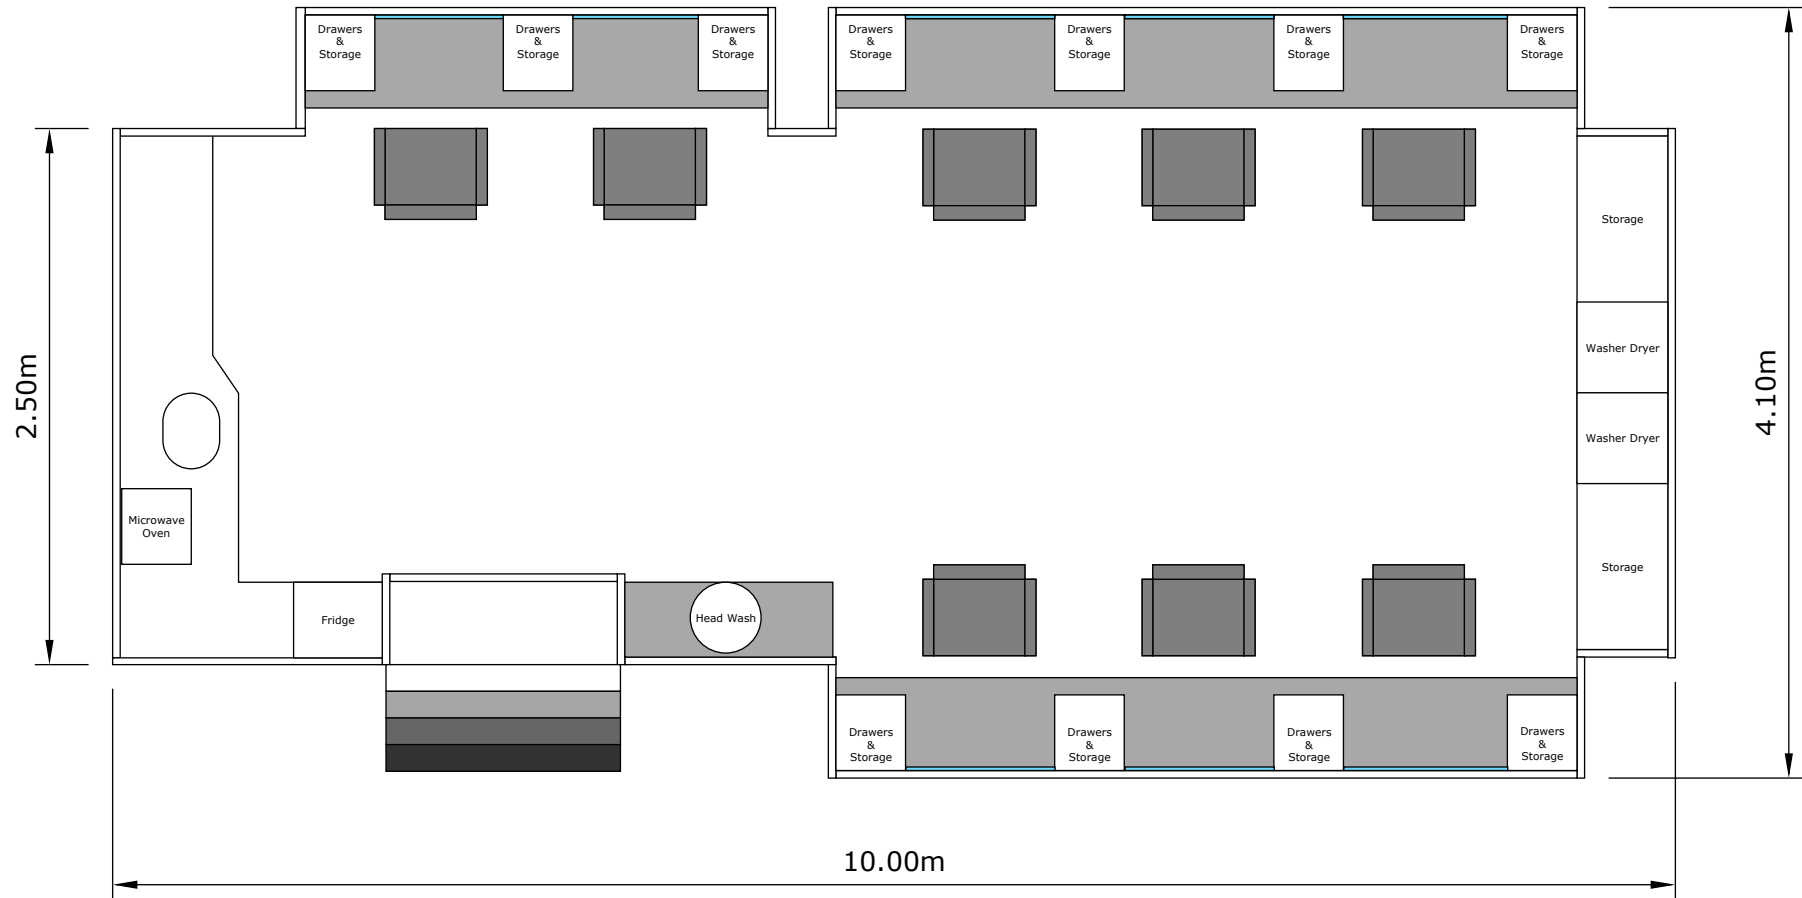 Drawers
&
Storage
Drawers
&
Storage
Drawers
&
Storage
Drawers
&
Storage
Drawers
&
Storage
Drawers
&
Storage
Drawers
&
Storage
Storage
Washer Dryer
2.50m
4.10m
Washer Dryer
Microwave
Oven
Storage
Fridge
Head Wash
Drawers
&
Storage
Drawers
&
Storage
Drawers
&
Storage
Drawers
&
Storage
10.00m